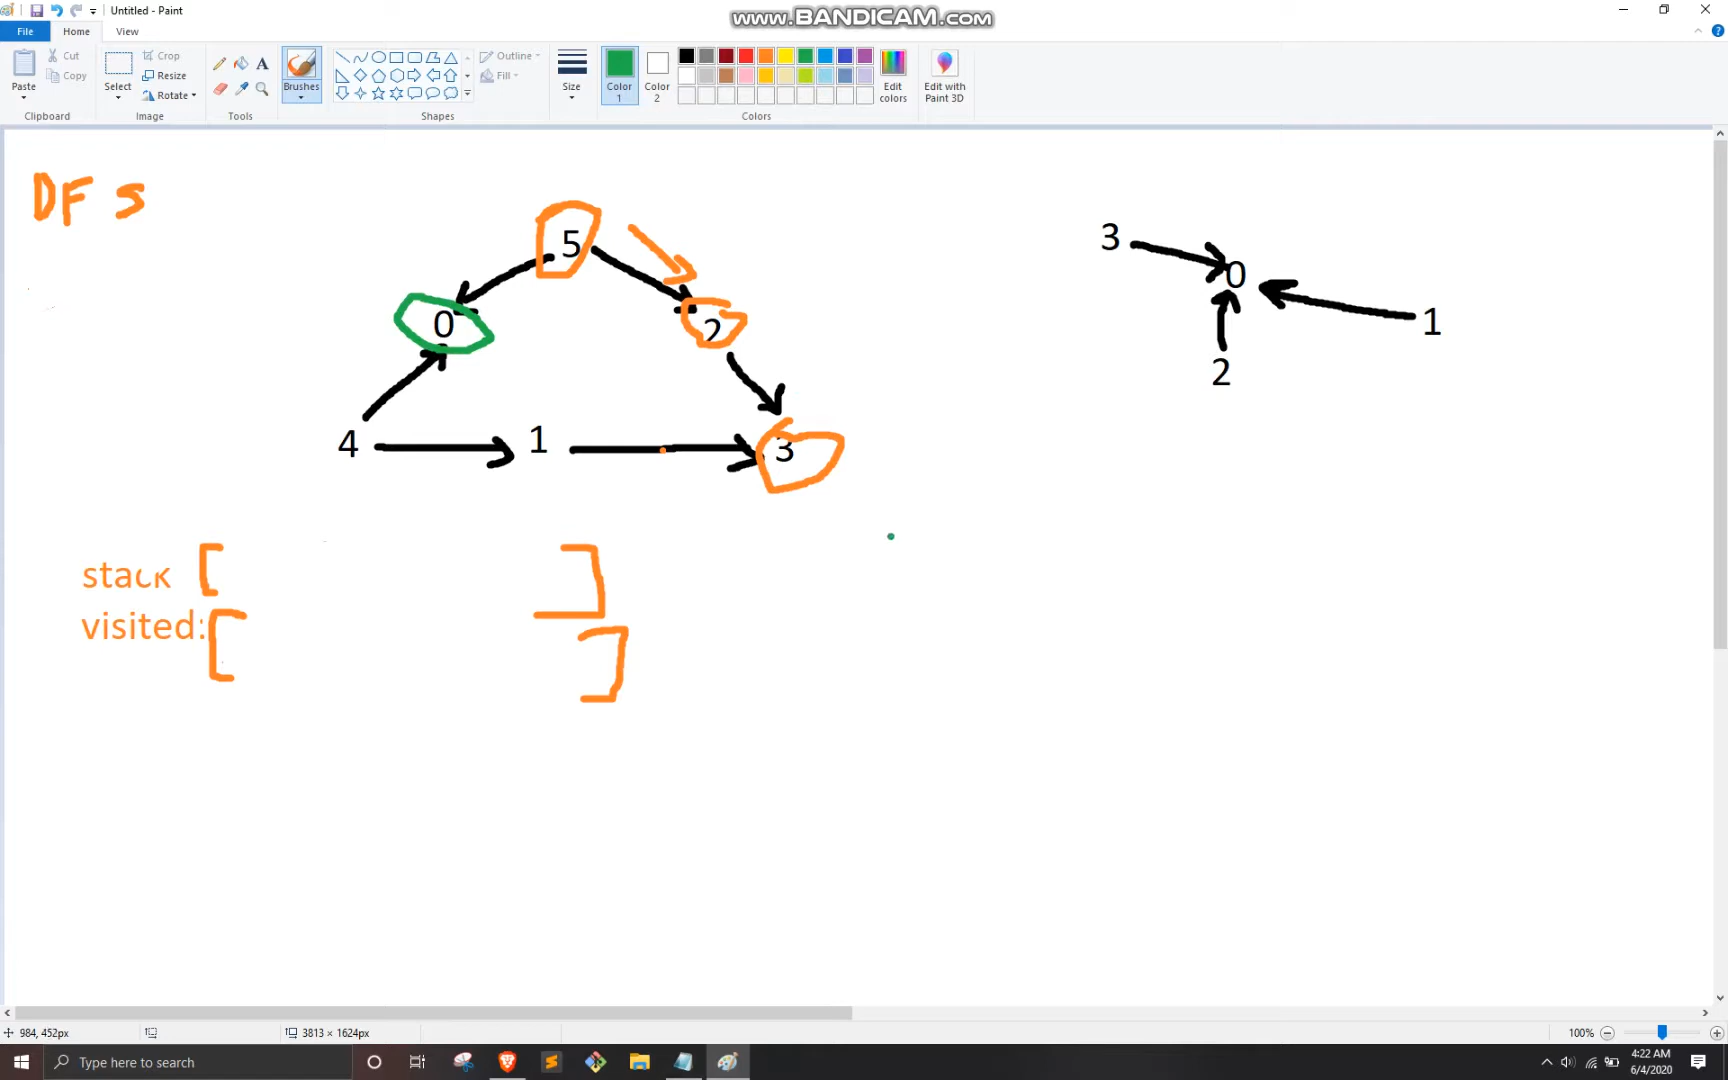 Untitled - Paint
www.BANDICAM.com
File Home View
Cut
Copy
Paste
Clipboard
Crop
Resize
Rotate
Select
Image
Tools
Brushes
Outline
Fill
Shapes
Size
Color 1
Color 2
Edit colors
Edit with Paint 3D
Colors
DFS
5
0
2
4
1
3
3
0
1
2
stack [ ]
visited: [ ]
984, 452px
3813 × 1624px
100%
Type here to search
4:22 AM
6/4/2020